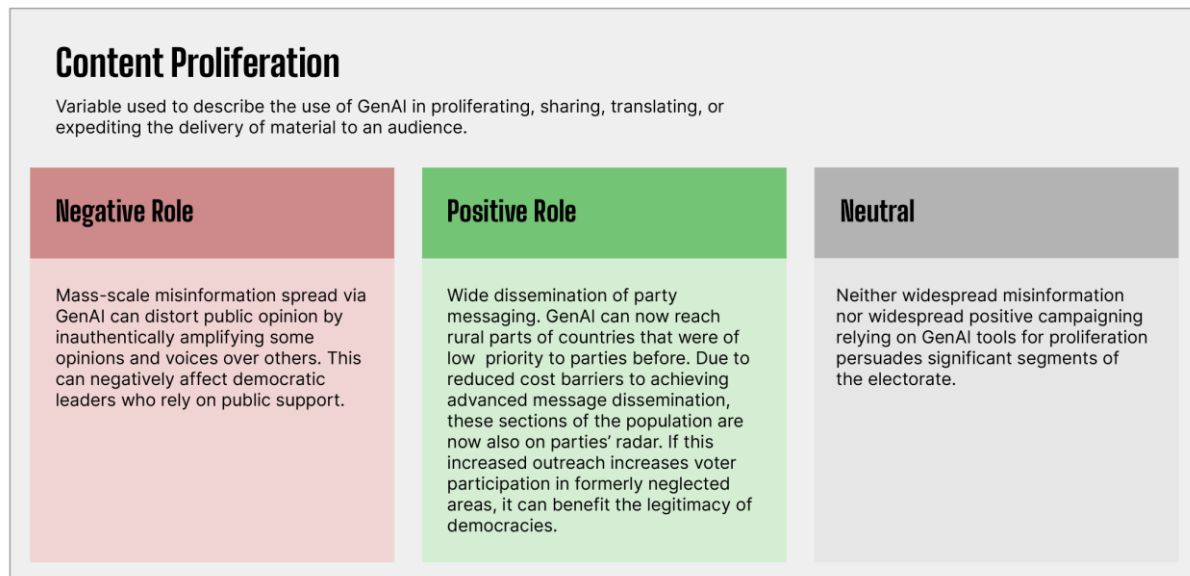 Content Proliferation
Variable used to describe the use of GenAI in proliferating, sharing, translating, or
expediting the delivery of material to an audience.
Negative Role
Mass-scale misinformation spread via
GenAI can distort public opinion by
inauthentically amplifying some
opinions and voices over others. This
can negatively affect democratic
leaders who rely on public support.
Positive Role
Wide dissemination of party
messaging. GenAI can now reach
rural parts of countries that were of
low  priority to parties before. Due to
reduced cost barriers to achieving
advanced message dissemination,
these sections of the population are
now also on parties’ radar. If this
increased outreach increases voter
participation in formerly neglected
areas, it can benefit the legitimacy of
democracies.
Neutral
Neither widespread misinformation
nor widespread positive campaigning
relying on GenAI tools for proliferation
persuades significant segments of
the electorate.